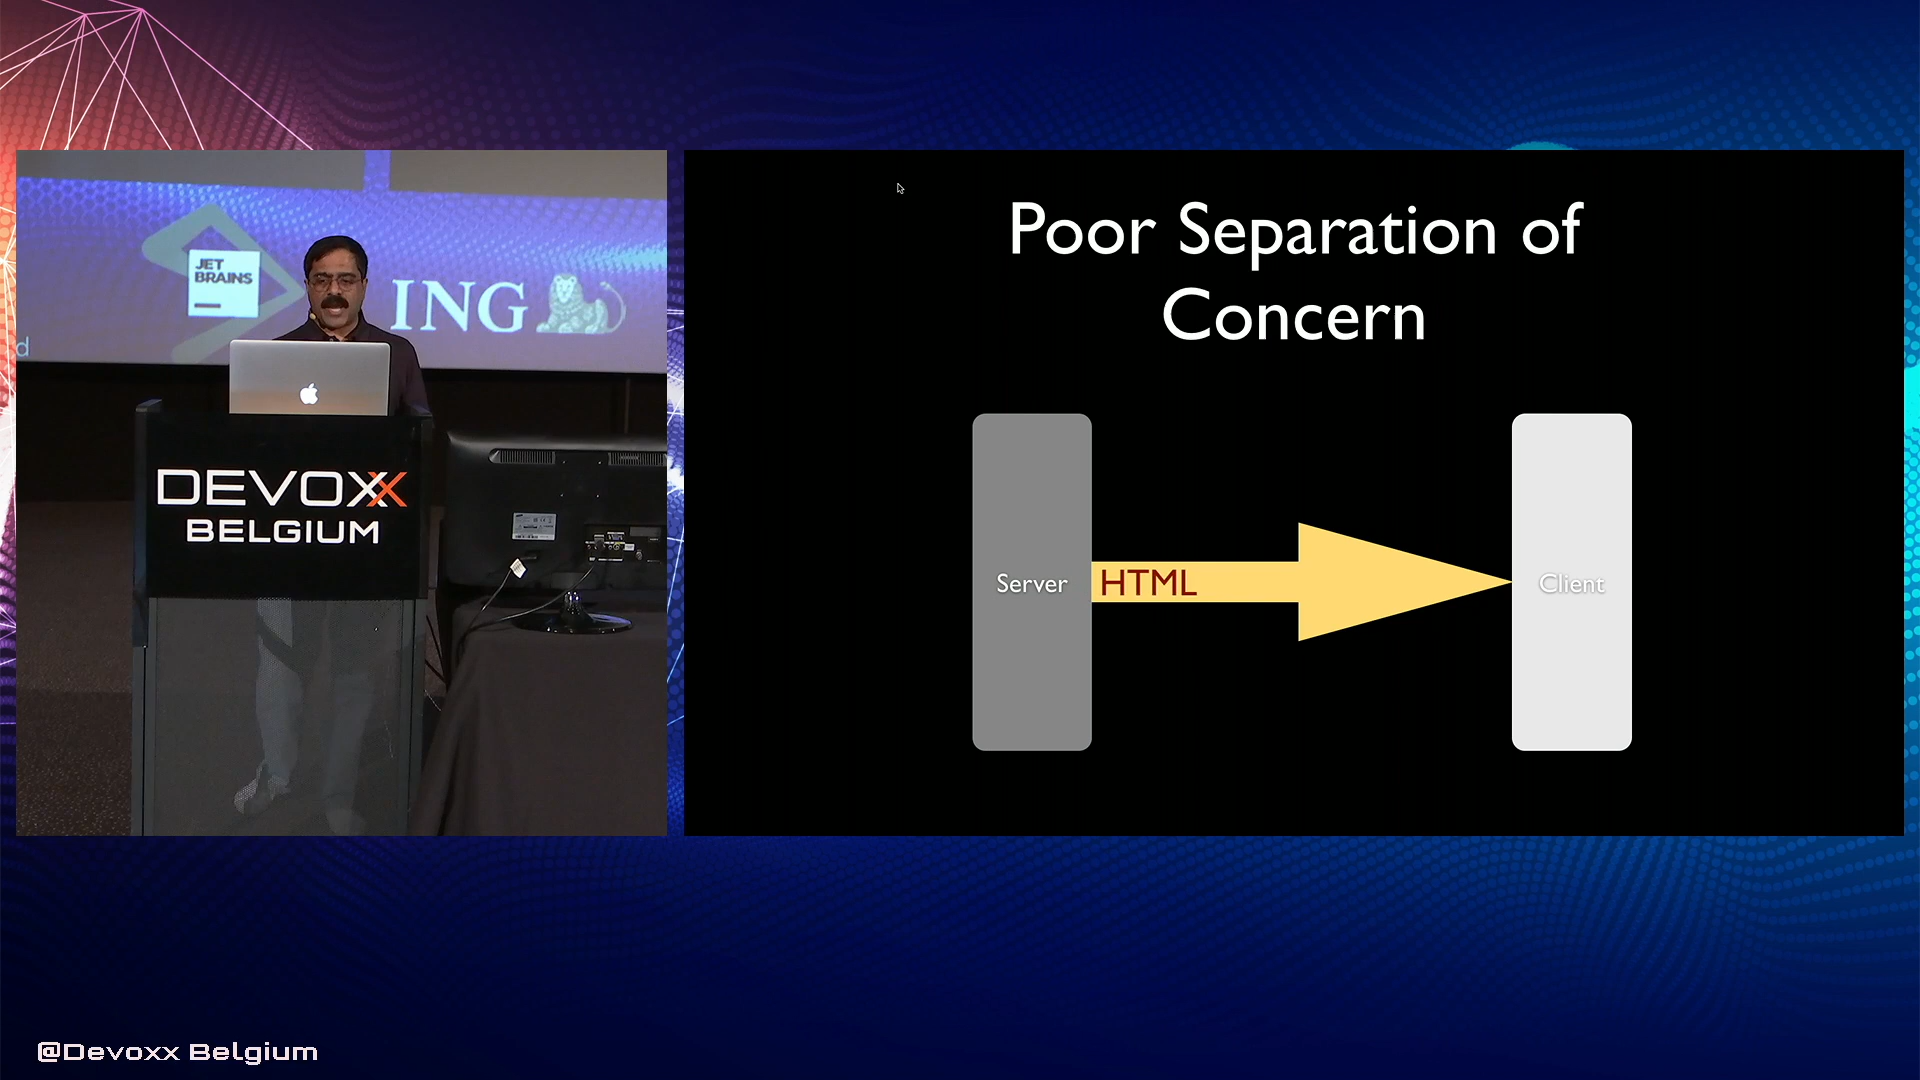 JET
BRAINS
ING
d
DEVOXX
BELGIUM
Poor Separation of
Concern
Server
HTML
Client
@Devoxx Belgium